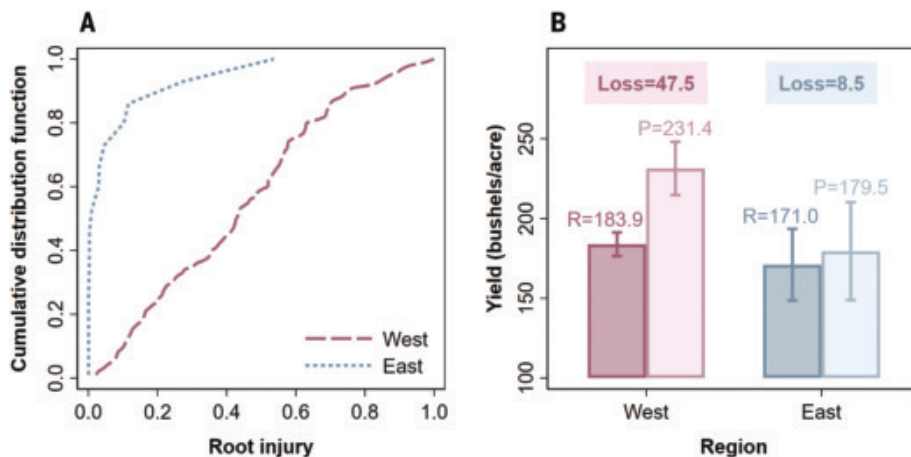 A
Cumulative distribution function
1.0
0.8
0.6
0.4
0.2
0.0
West
East
0.0 0.2 0.4 0.6 0.8 1.0
Root injury
B
Yield (bushels/acre)
250
200
150
100
Loss=47.5 Loss=8.5
P=231.4
P=179.5
R=183.9 R=171.0
West East
Region